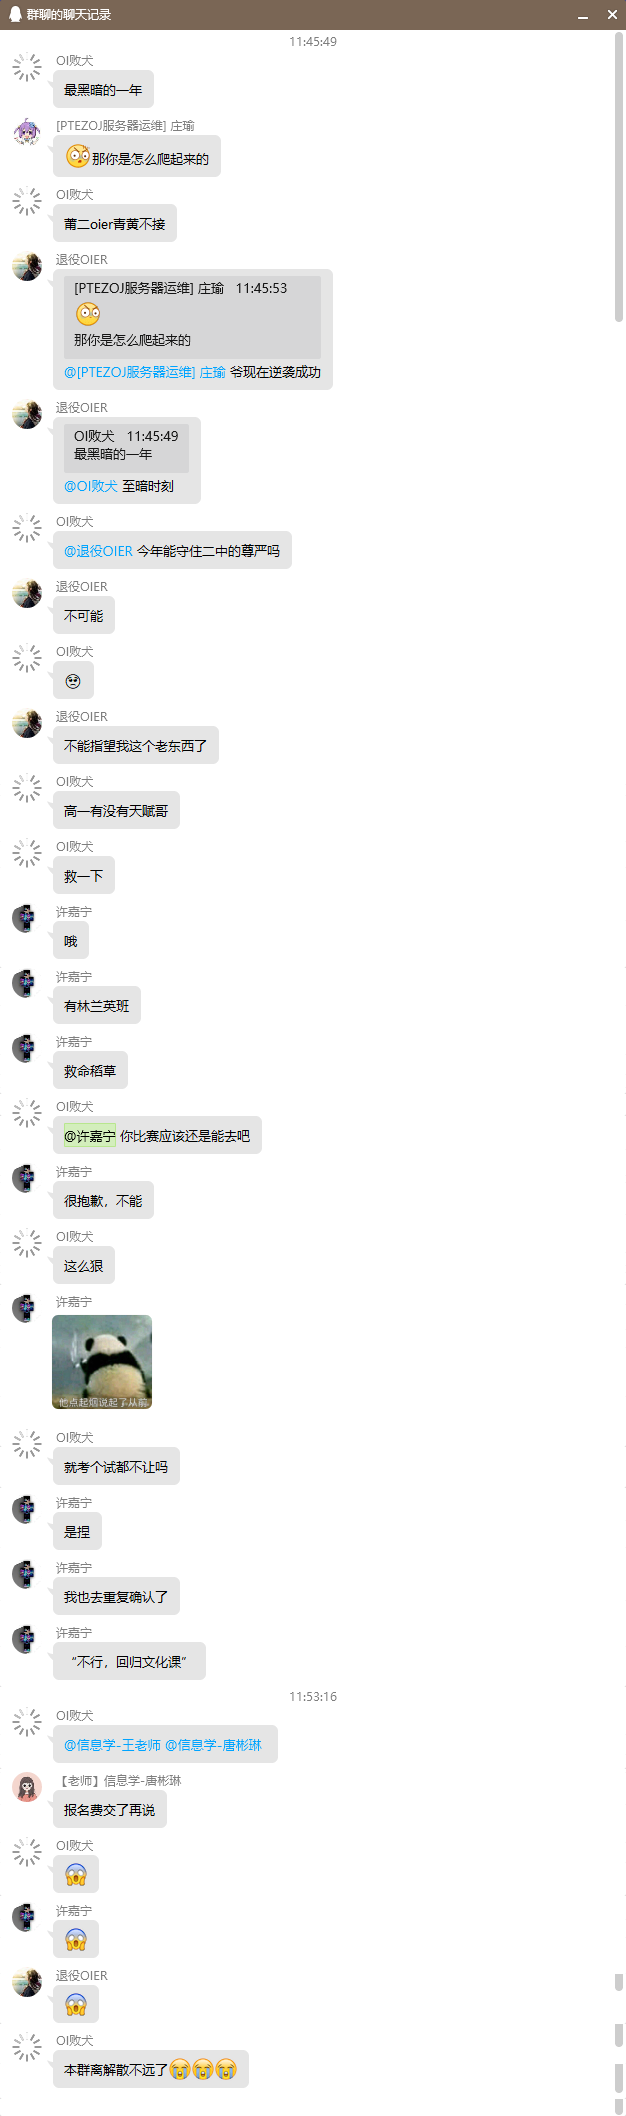 群聊的聊天记录
11:45:49
OI败犬
最黑暗的一年
[PTEZOJ服务器运维] 庄瑜
那你是怎么爬起来的
OI败犬
莆二oier青黄不接
退役OIER
[PTEZOJ服务器运维] 庄瑜 11:45:53
那你是怎么爬起来的
@[PTEZOJ服务器运维] 庄瑜 爷现在逆袭成功
退役OIER
OI败犬 11:45:49
最黑暗的一年
@OI败犬 至暗时刻
OI败犬
@退役OIER 今年能守住二中的尊严吗
退役OIER
不可能
OI败犬
退役OIER
不能指望我这个老东西了
OI败犬
高一有没有天赋哥
OI败犬
救一下
许嘉宁
哦
许嘉宁
有林兰英班
许嘉宁
救命稻草
OI败犬
@许嘉宁 你比赛应该还是能去吧
许嘉宁
很抱歉，不能
OI败犬
这么狠
许嘉宁
他点起烟说起了从前
OI败犬
就考个试都不让吗
许嘉宁
是捏
许嘉宁
我也去重复确认了
许嘉宁
“不行，回归文化课”
11:53:16
OI败犬
@信息学-王老师 @信息学-唐彬琳
【老师】信息学-唐彬琳
报名费交了再说
OI败犬
许嘉宁
退役OIER
OI败犬
本群离解散不远了